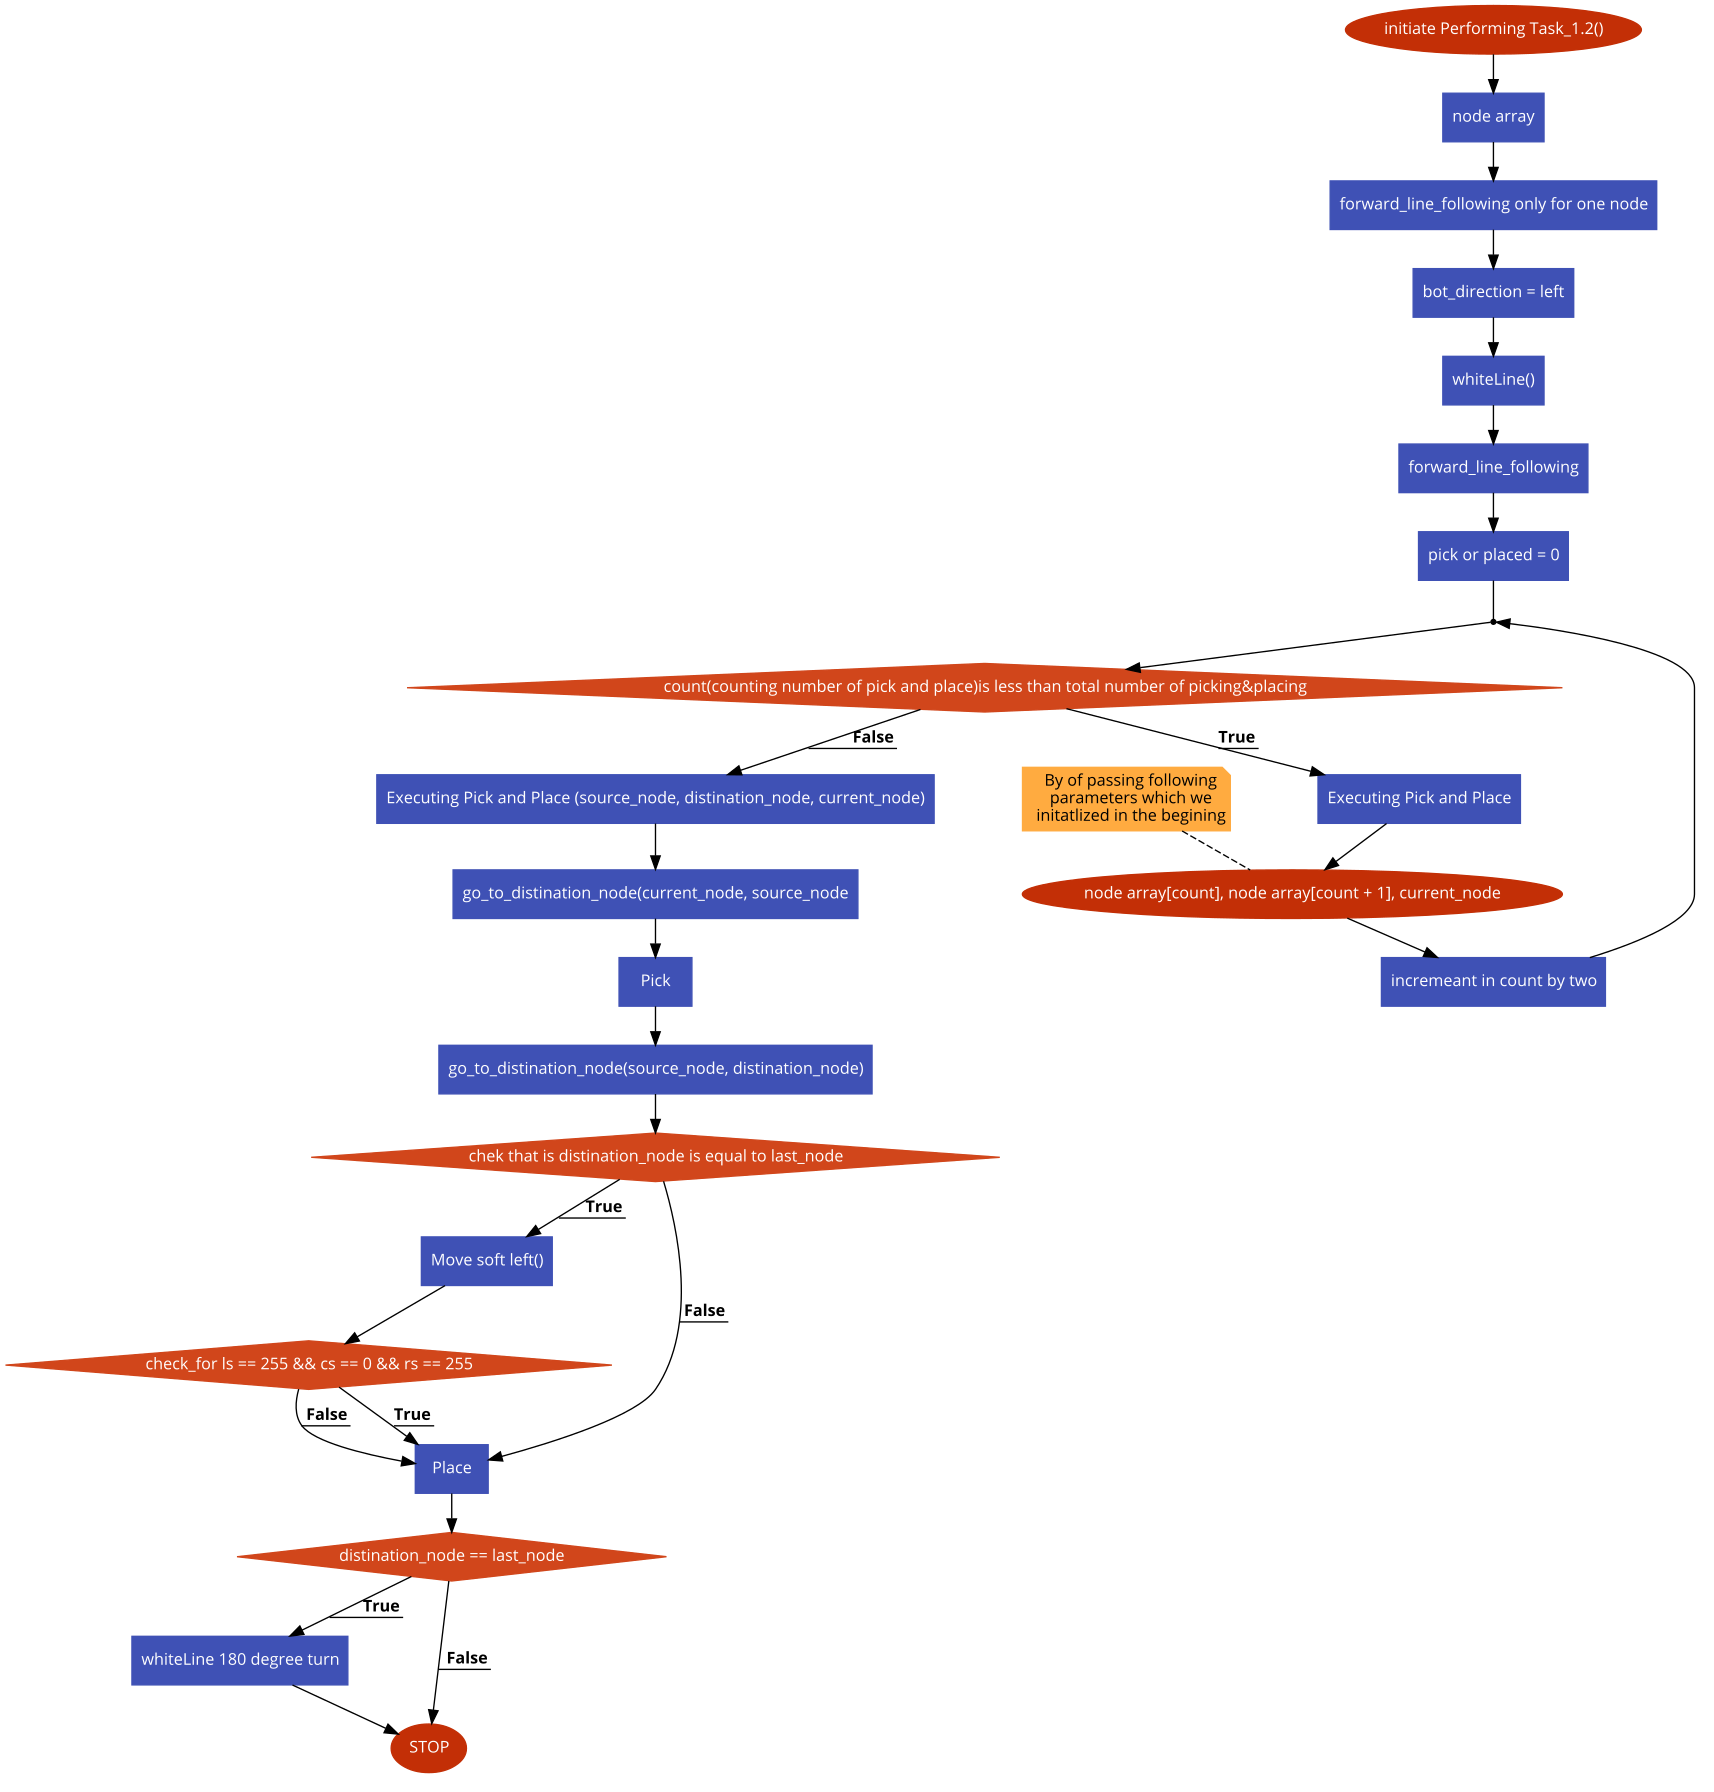 initiate Performing Task_1.2()
node array
forward_line_following only for one node
bot_direction = left
whiteLine()
forward_line_following
pick or placed = 0
count(counting number of pick and place)is less than total number of picking&placing
False
True
Executing Pick and Place (source_node, distination_node, current_node)
By of passing following
parameters which we
initatlized in the begining
Executing Pick and Place
go_to_distination_node(current_node, source_node
node array[count], node array[count + 1], current_node
Pick
incremeant in count by two
go_to_distination_node(source_node, distination_node)
chek that is distination_node is equal to last_node
True
Move soft left()
False
check_for ls == 255 && cs == 0 && rs == 255
False
True
Place
distination_node == last_node
True
whiteLine 180 degree turn
False
STOP